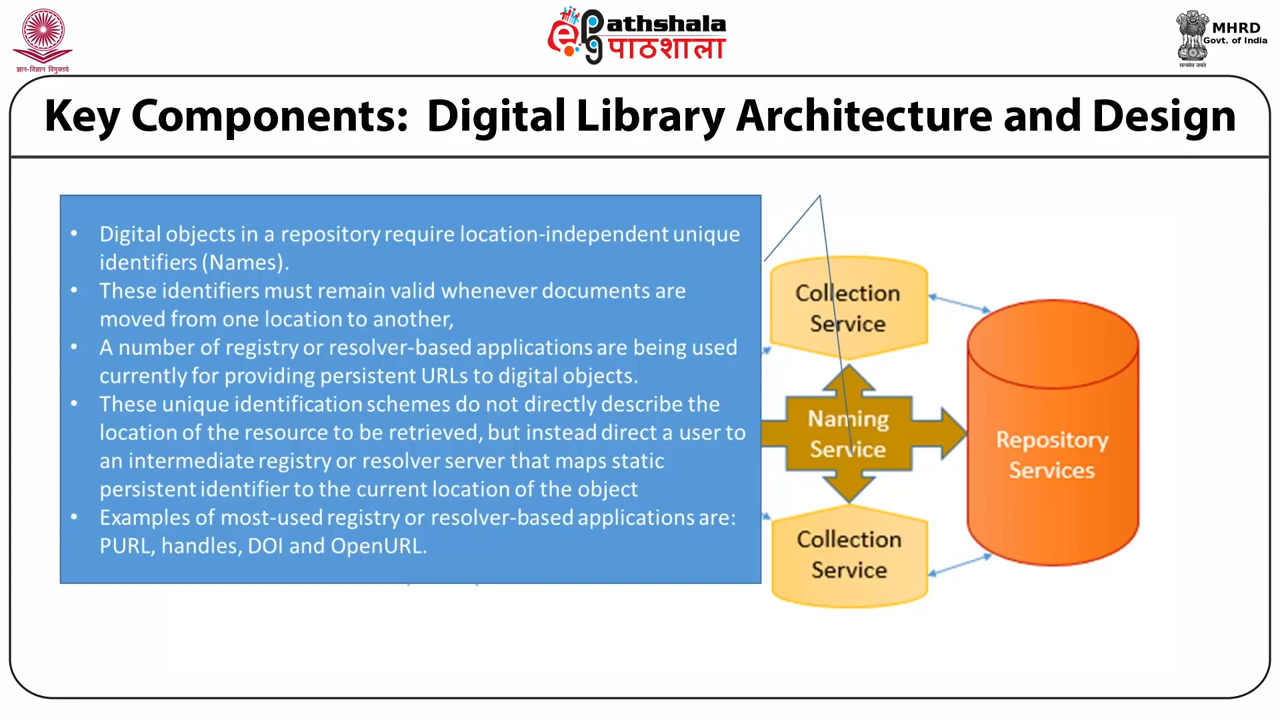 ज्ञान-विज्ञान विमुक्तये
ePG athshala
पाठशाला
MHRD
Govt. of India
सत्यमेव जयते
Key Components: Digital Library Architecture and Design
• Digital objects in a repository require location-independent unique
identifiers (Names).
• These identifiers must remain valid whenever documents are
moved from one location to another,
• A number of registry or resolver-based applications are being used
currently for providing persistent URLs to digital objects.
• These unique identification schemes do not directly describe the
location of the resource to be retrieved, but instead direct a user to
an intermediate registry or resolver server that maps static
persistent identifier to the current location of the object
• Examples of most-used registry or resolver-based applications are:
PURL, handles, DOI and OpenURL.
Collection
Service
Naming
Service
Collection
Service
Repository
Services